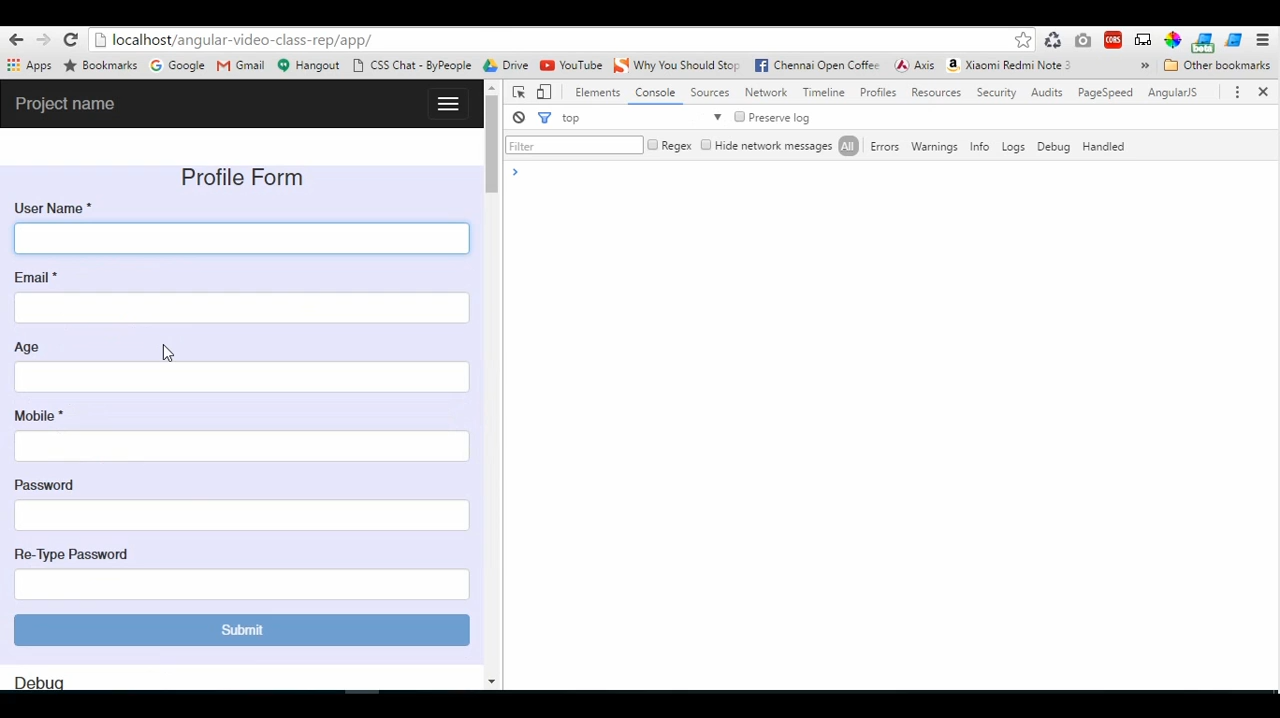 localhost/angular-video-class-rep/app/
CORS
beta
Apps Bookmarks Google Gmail Hangout CSS Chat - ByPeople Drive YouTube Why You Should Stop Chennai Open Coffee Axis Xiaomi Redmi Note 3 » Other bookmarks
Project name
Elements Console Sources Network Timeline Profiles Resources Security Audits PageSpeed AngularJS
top Preserve log
Filter Regex Hide network messages All Errors Warnings Info Logs Debug Handled
Profile Form
User Name *
Email *
Age
Mobile *
Password
Re-Type Password
Submit
Debug